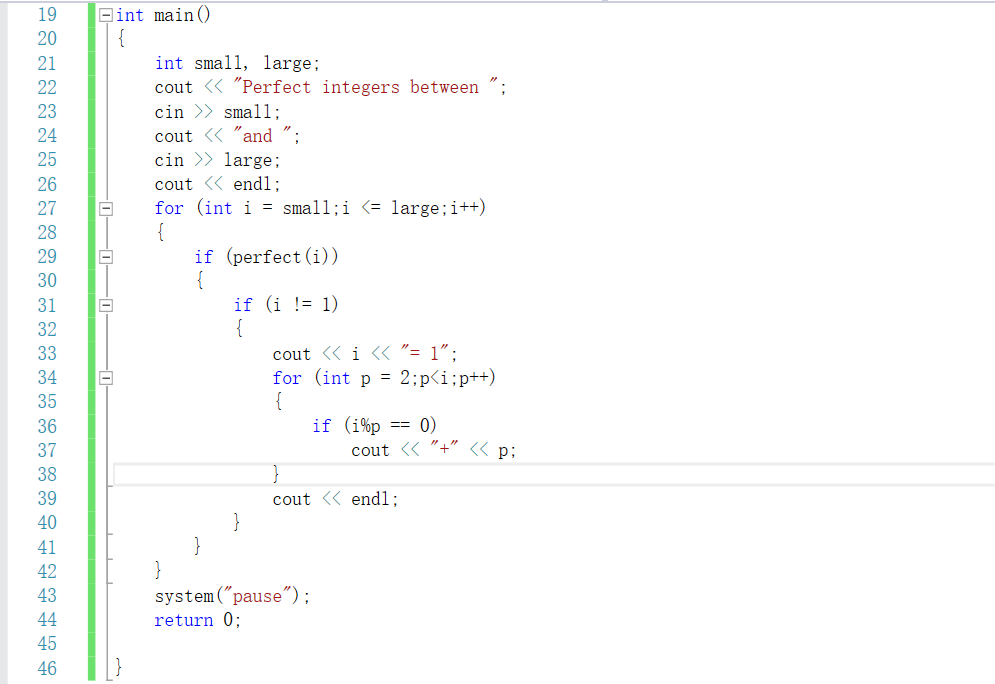 19 int main()
20 {
21 int small, large;
22 cout << "Perfect integers between ";
23 cin >> small;
24 cout << "and ";
25 cin >> large;
26 cout << endl;
27 for (int i = small;i <= large;i++)
28 {
29 if (perfect(i))
30 {
31 if (i != 1)
32 {
33 cout << i << "= 1";
34 for (int p = 2;p<i;p++)
35 {
36 if (i%p == 0)
37 cout << "+" << p;
38 }
39 cout << endl;
40 }
41 }
42 }
43 system("pause");
44 return 0;
45
46 }